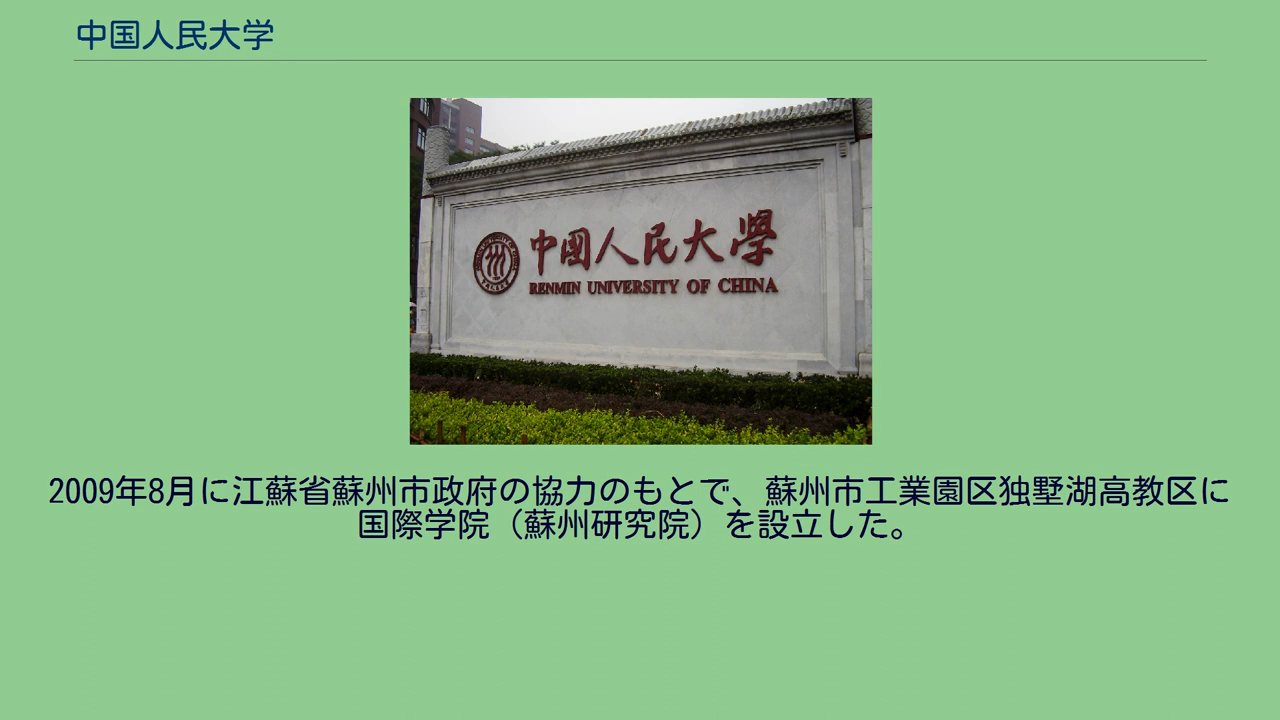 中国人民大学
中國人民大學
RENMIN UNIVERSITY OF CHINA
2009年8月に江蘇省蘇州市政府の協力のもとで、蘇州市工業園区独墅湖高教区に
国際学院（蘇州研究院）を設立した。